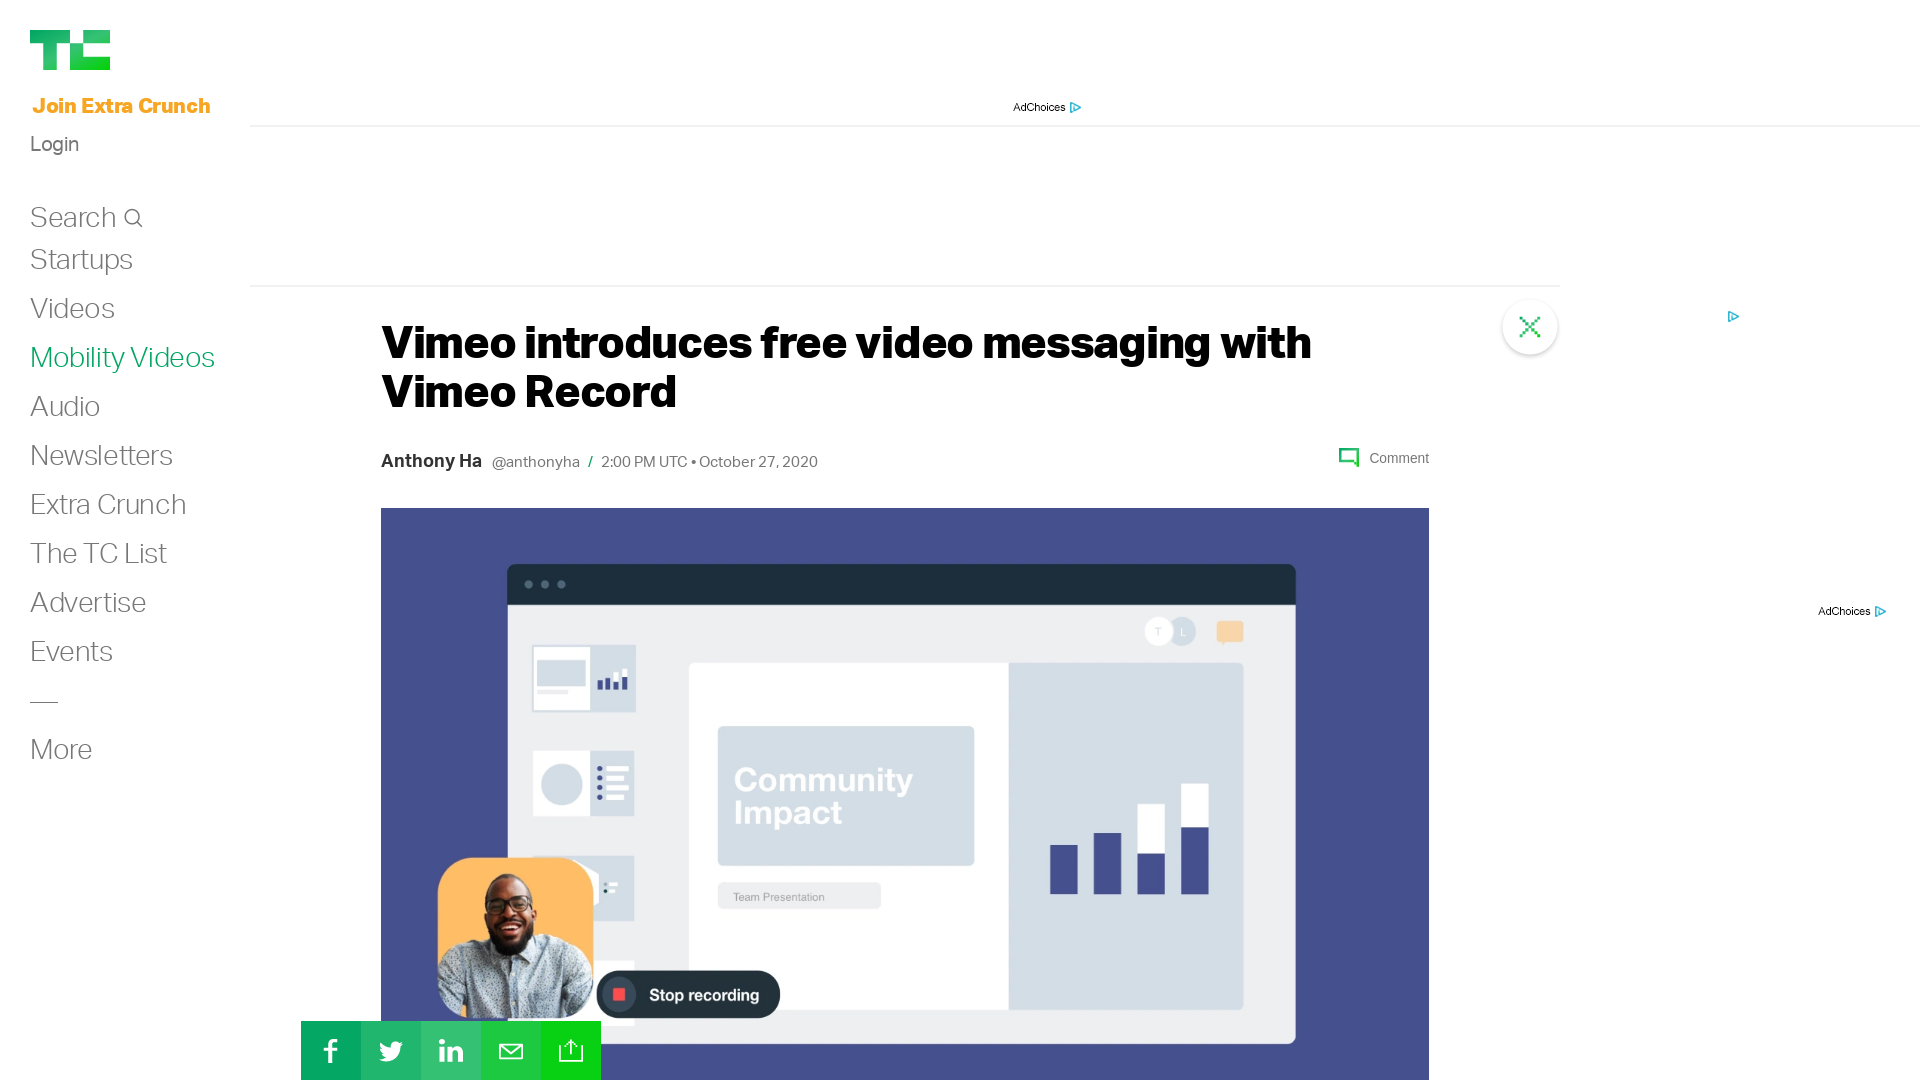 TC
Join Extra Crunch
Login
Search
Startups
Videos
Mobility Videos
Audio
Newsletters
Extra Crunch
The TC List
Advertise
Events
More
AdChoices
Vimeo introduces free video messaging with
Vimeo Record
Anthony Ha @anthonyha / 2:00 PM UTC • October 27, 2020
Comment
T L
Community
Impact
Team Presentation
Stop recording
AdChoices